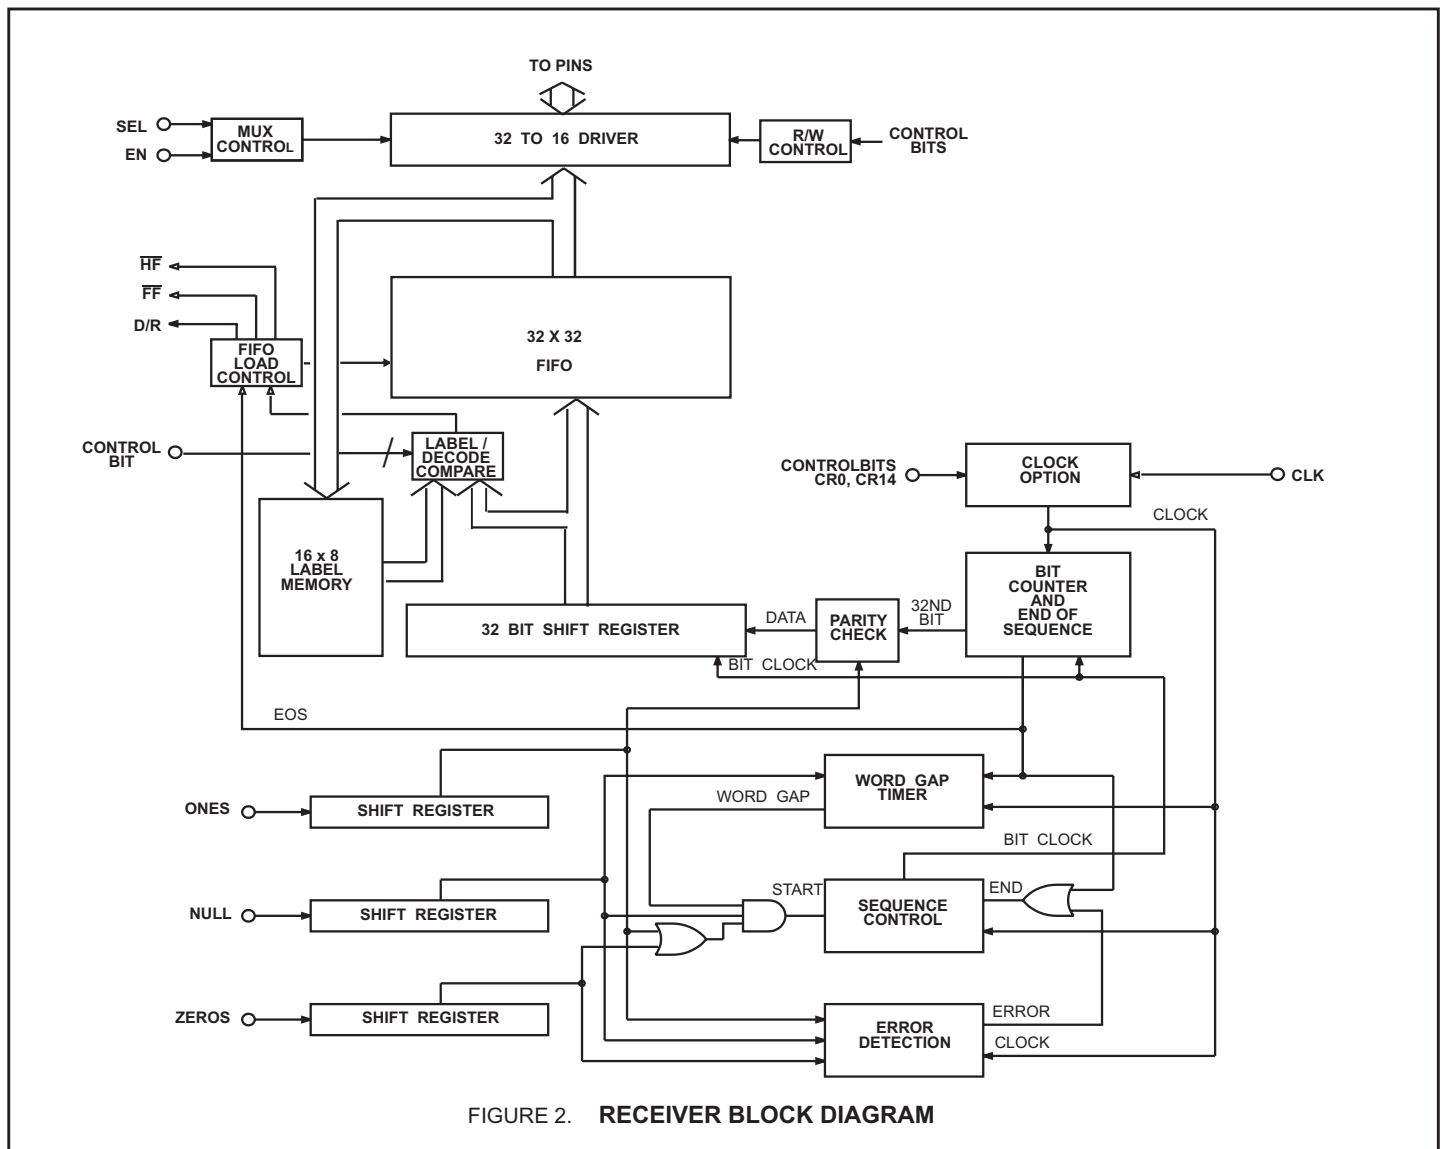 TO PINS
SEL
EN
MUX
CONTROL
32 TO 16 DRIVER
R/W
CONTROL
CONTROL
BITS
HF
FF
D/R
FIFO
LOAD
CONTROL
32 X 32
FIFO
CONTROL
BIT
LABEL /
DECODE
COMPARE
CONTROLBITS
CR0, CR14
CLOCK
OPTION
CLK
CLOCK
16 x 8
LABEL
MEMORY
BIT
COUNTER
AND
END OF
SEQUENCE
32 BIT SHIFT REGISTER
DATA
PARITY
CHECK
32ND
BIT
BIT CLOCK
EOS
ONES
SHIFT REGISTER
WORD GAP
WORD GAP
TIMER
BIT CLOCK
NULL
SHIFT REGISTER
START
SEQUENCE
CONTROL
END
ZEROS
SHIFT REGISTER
ERROR
DETECTION
ERROR
CLOCK
FIGURE 2. RECEIVER BLOCK DIAGRAM